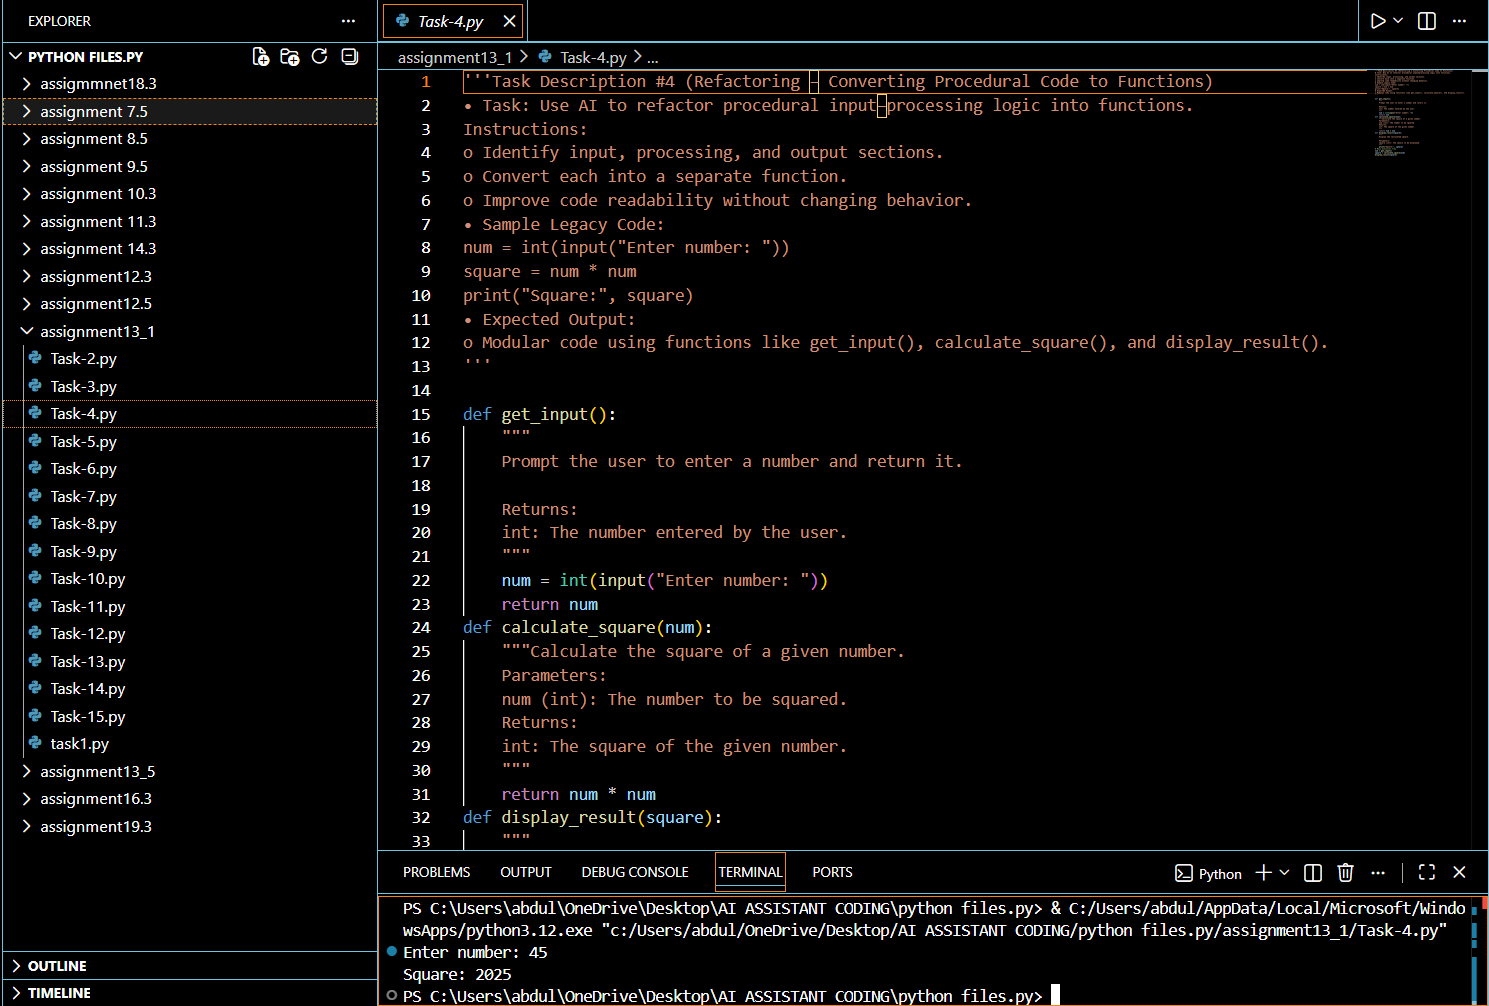 EXPLORER
PYTHON FILES.PY
assignmmnet18.3
assignment 7.5
assignment 8.5
assignment 9.5
assignment 10.3
assignment 11.3
assignment 14.3
assignment12.3
assignment12.5
assignment13_1
Task-2.py
Task-3.py
Task-4.py
Task-5.py
Task-6.py
Task-7.py
Task-8.py
Task-9.py
Task-10.py
Task-11.py
Task-12.py
Task-13.py
Task-14.py
Task-15.py
task1.py
assignment13_5
assignment16.3
assignment19.3
OUTLINE
TIMELINE
Task-4.py
assignment13_1 > Task-4.py > ...
1 '''Task Description #4 (Refactoring – Converting Procedural Code to Functions)
2 • Task: Use AI to refactor procedural input–processing logic into functions.
3 Instructions:
4 o Identify input, processing, and output sections.
5 o Convert each into a separate function.
6 o Improve code readability without changing behavior.
7 • Sample Legacy Code:
8 num = int(input("Enter number: "))
9 square = num * num
10 print("Square:", square)
11 • Expected Output:
12 o Modular code using functions like get_input(), calculate_square(), and display_result().
13 '''
14
15 def get_input():
16 """
17 Prompt the user to enter a number and return it.
18
19 Returns:
20 int: The number entered by the user.
21 """
22 num = int(input("Enter number: "))
23 return num
24 def calculate_square(num):
25 """Calculate the square of a given number.
26 Parameters:
27 num (int): The number to be squared.
28 Returns:
29 int: The square of the given number.
30 """
31 return num * num
32 def display_result(square):
33 """
PROBLEMS OUTPUT DEBUG CONSOLE TERMINAL PORTS
Python
PS C:\Users\abdul\OneDrive\Desktop\AI ASSISTANT CODING\python files.py> & C:/Users/abdul/AppData/Local/Microsoft/Windo
wsApps/python3.12.exe "c:/Users/abdul/OneDrive/Desktop/AI ASSISTANT CODING/python files.py/assignment13_1/Task-4.py"
Enter number: 45
Square: 2025
PS C:\Users\abdul\OneDrive\Desktop\AI ASSISTANT CODING\python files.py>